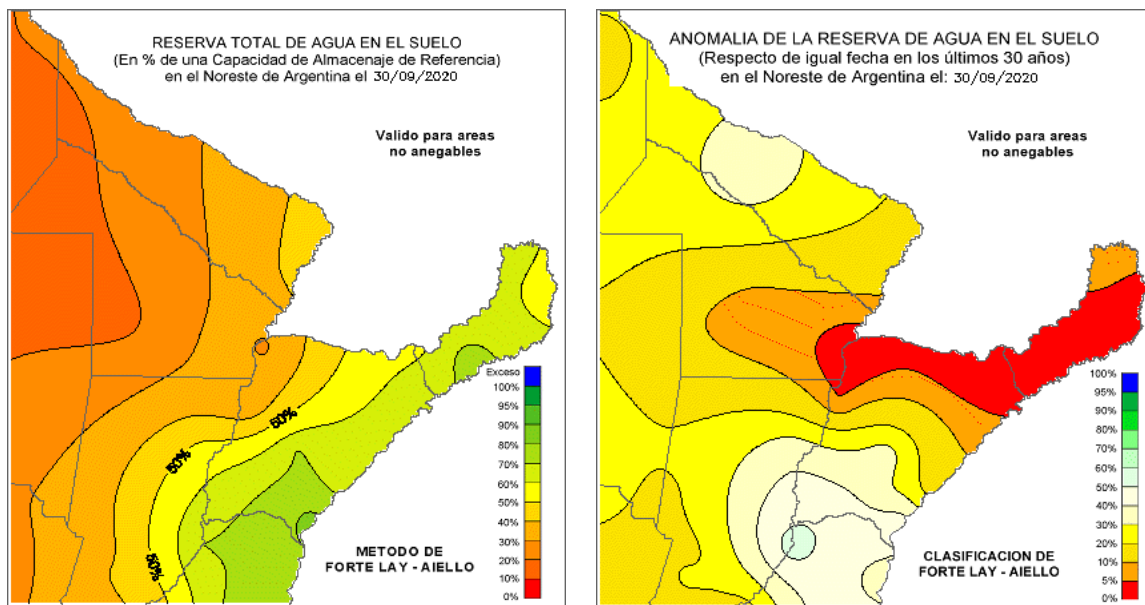 RESERVA TOTAL DE AGUA EN EL SUELO
(En % de una Capacidad de Almacenaje de Referencia)
en el Noreste de Argentina el 30/09/2020
Valido para areas
no anegables
50%
50%
50%
Exceso
100%
90%
80%
70%
60%
50%
40%
30%
20%
10%
0%
METODO DE
FORTE LAY - AIELLO
ANOMALIA DE LA RESERVA DE AGUA EN EL SUELO
(Respecto de igual fecha en los últimos 30 años)
en el Noreste de Argentina el: 30/09/2020
Valido para areas
no anegables
100%
95%
90%
80%
70%
60%
50%
40%
30%
20%
10%
5%
0%
CLASIFICACION DE
FORTE LAY - AIELLO